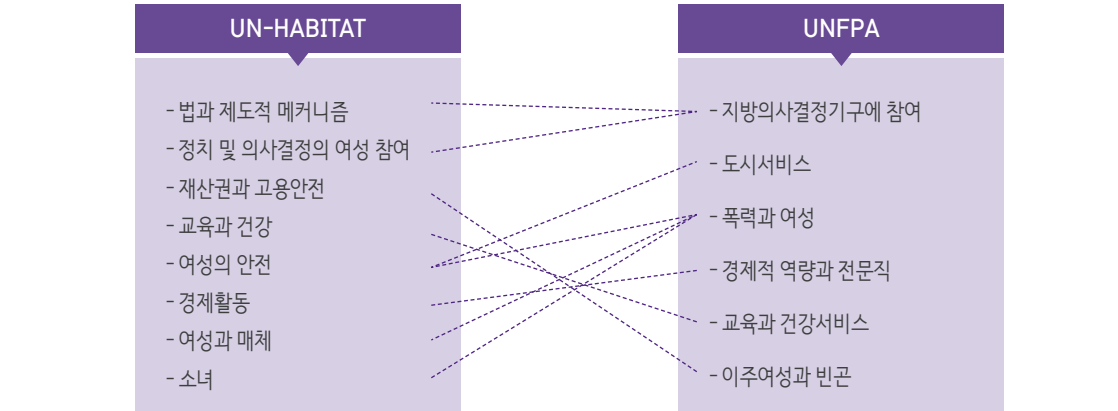 UN-HABITAT
- 법과 제도적 메커니즘
- 정치 및 의사결정의 여성 참여
- 재산권과 고용안전
- 교육과 건강
- 여성의 안전
- 경제활동
- 여성과 매체
- 소녀
UNFPA
- 지방의사결정기구에 참여
- 도시서비스
- 폭력과 여성
- 경제적 역량과 전문직
- 교육과 건강서비스
- 이주여성과 빈곤